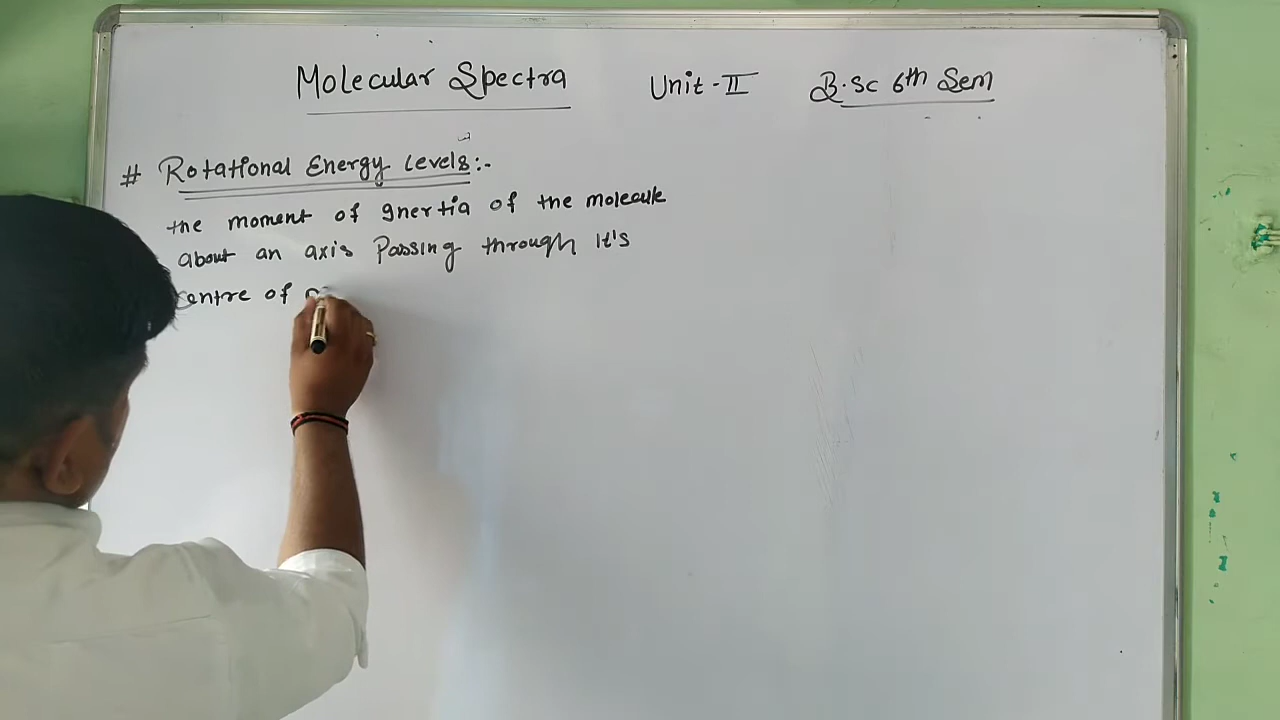 Molecular Spectra Unit-II B.Sc 6th Sem
# Rotational Energy Levels:-
the moment of Inertia of the molecule
about an axis Passing through it's
centre of